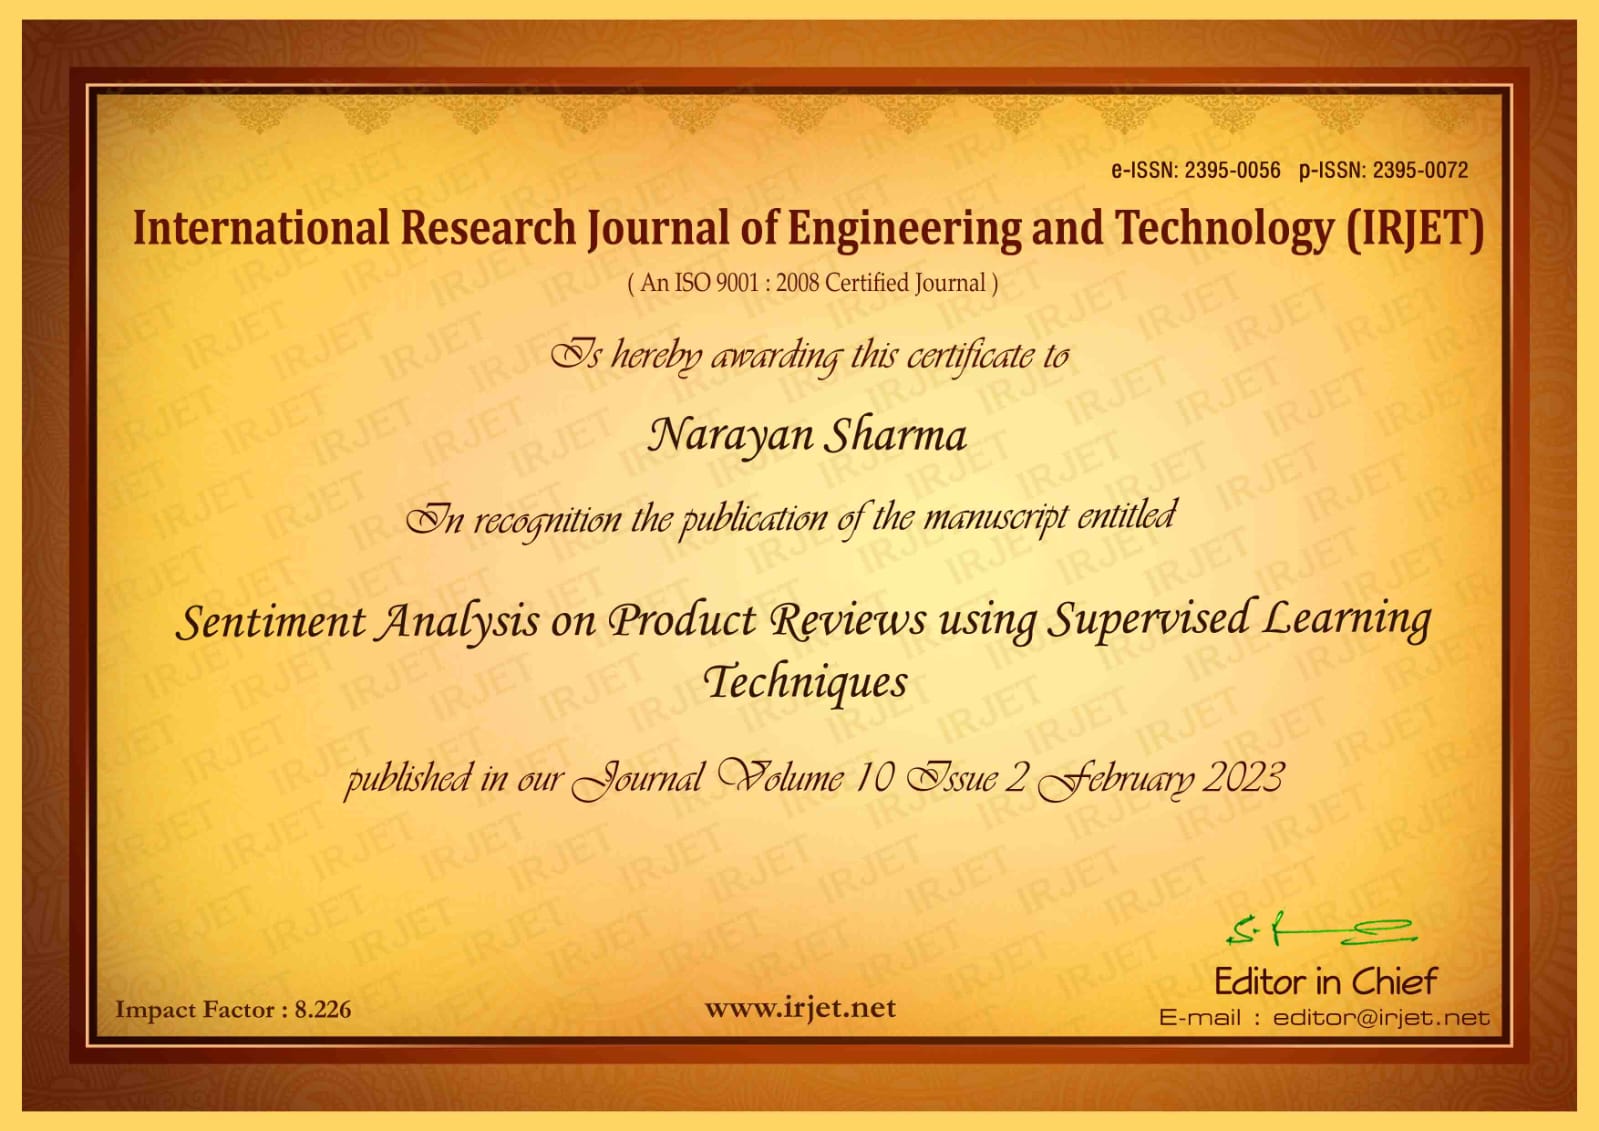 e-ISSN: 2395-0056 p-ISSN: 2395-0072
International Research Journal of Engineering and Technology (IRJET)
( An ISO 9001 : 2008 Certified Journal )
Is hereby awarding this certificate to
Narayan Sharma
In recognition the publication of the manuscript entitled
Sentiment Analysis on Product Reviews using Supervised Learning
Techniques
published in our Journal Volume 10 Issue 2 February 2023
Editor in Chief
Impact Factor : 8.226
www.irjet.net
E-mail : editor@irjet.net